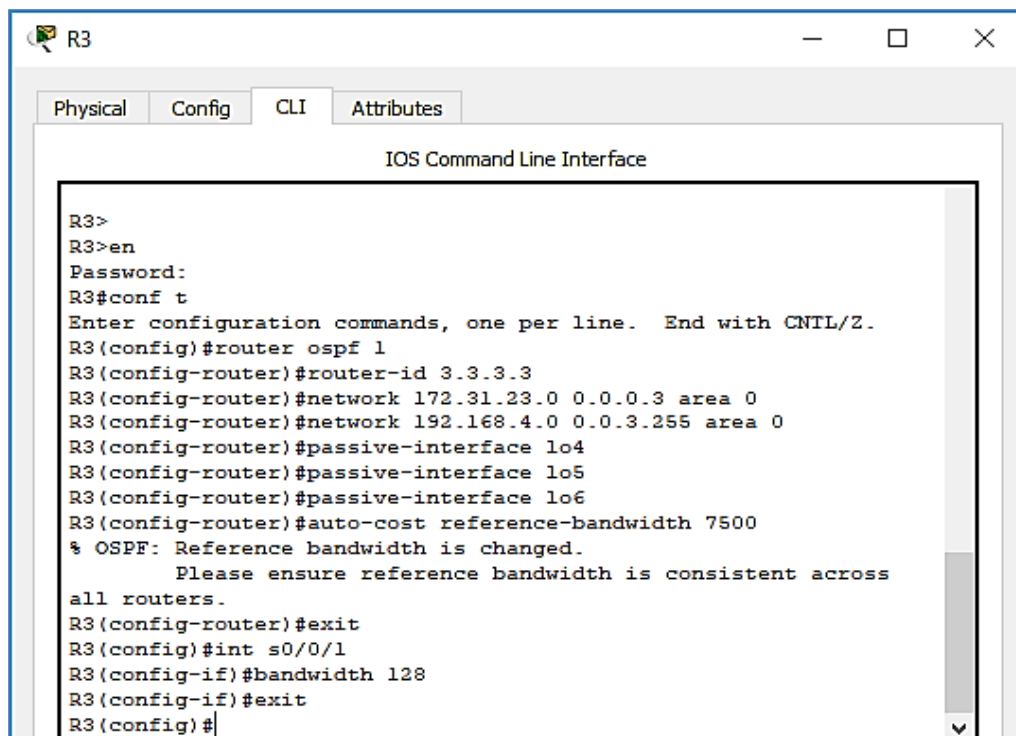 R3
Physical Config CLI Attributes
IOS Command Line Interface
R3>
R3>en
Password:
R3#conf t
Enter configuration commands, one per line.  End with CNTL/Z.
R3(config)#router ospf 1
R3(config-router)#router-id 3.3.3.3
R3(config-router)#network 172.31.23.0 0.0.0.3 area 0
R3(config-router)#network 192.168.4.0 0.0.3.255 area 0
R3(config-router)#passive-interface lo4
R3(config-router)#passive-interface lo5
R3(config-router)#passive-interface lo6
R3(config-router)#auto-cost reference-bandwidth 7500
% OSPF: Reference bandwidth is changed.
        Please ensure reference bandwidth is consistent across
all routers.
R3(config-router)#exit
R3(config)#int s0/0/1
R3(config-if)#bandwidth 128
R3(config-if)#exit
R3(config)#